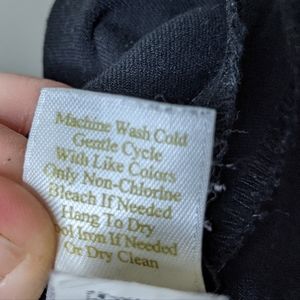 Machine Wash Cold
Gentle Cycle
With Like Colors
Only Non-Chlorine
Bleach If Needed
Hang To Dry
ool Iron If Needed
Or Dry Clean